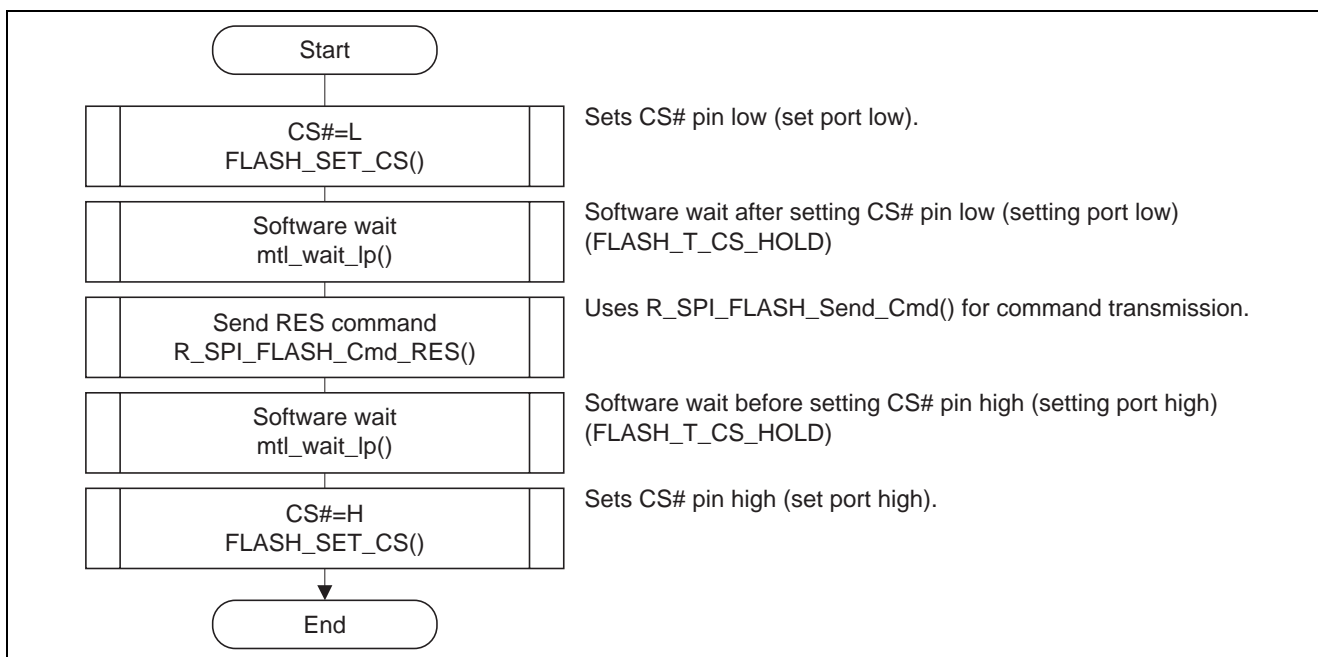 Start
CS#=L
FLASH_SET_CS()
Sets CS# pin low (set port low).
Software wait
mtl_wait_lp()
Software wait after setting CS# pin low (setting port low)
(FLASH_T_CS_HOLD)
Send RES command
R_SPI_FLASH_Cmd_RES()
Uses R_SPI_FLASH_Send_Cmd() for command transmission.
Software wait
mtl_wait_lp()
Software wait before setting CS# pin high (setting port high)
(FLASH_T_CS_HOLD)
CS#=H
FLASH_SET_CS()
Sets CS# pin high (set port high).
End